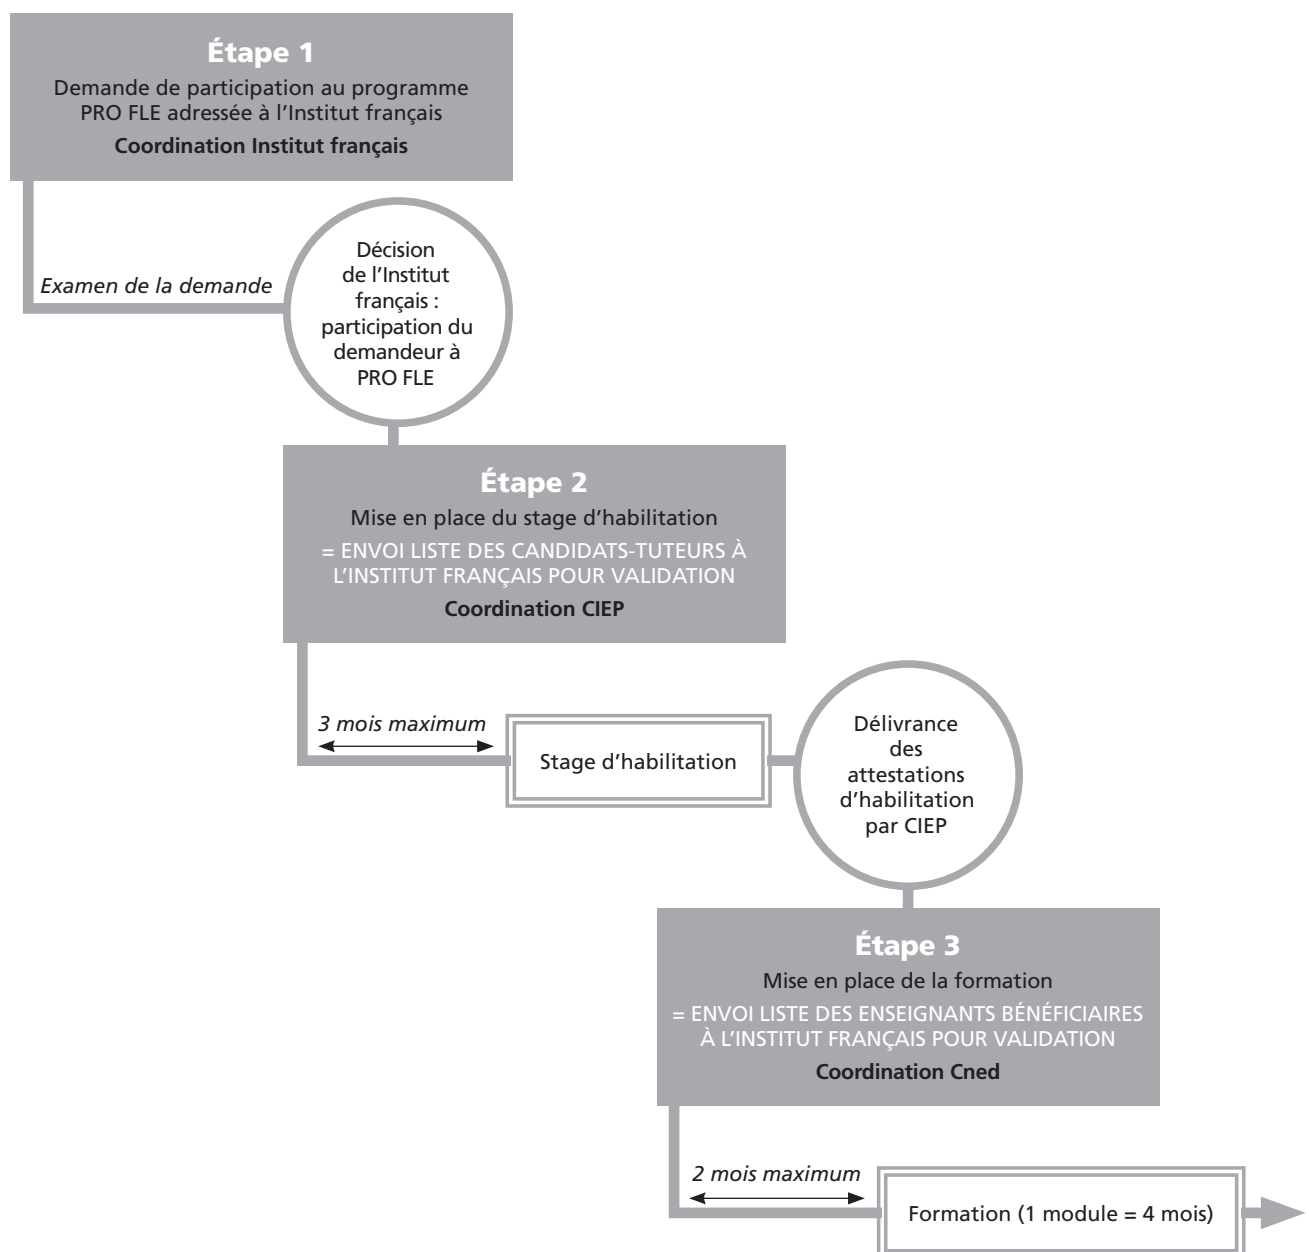 Étape 1
Demande de participation au programme
PRO FLE adressée à l’Institut français
Coordination Institut français
Examen de la demande
Décision
de l’Institut
français :
participation du
demandeur à
PRO FLE
Étape 2
Mise en place du stage d’habilitation
= ENVOI LISTE DES CANDIDATS-TUTEURS À
L’INSTITUT FRANÇAIS POUR VALIDATION
Coordination CIEP
3 mois maximum
Stage d’habilitation
Délivrance
des
attestations
d’habilitation
par CIEP
Étape 3
Mise en place de la formation
= ENVOI LISTE DES ENSEIGNANTS BÉNÉFICIAIRES
À L’INSTITUT FRANÇAIS POUR VALIDATION
Coordination Cned
2 mois maximum
Formation (1 module = 4 mois)